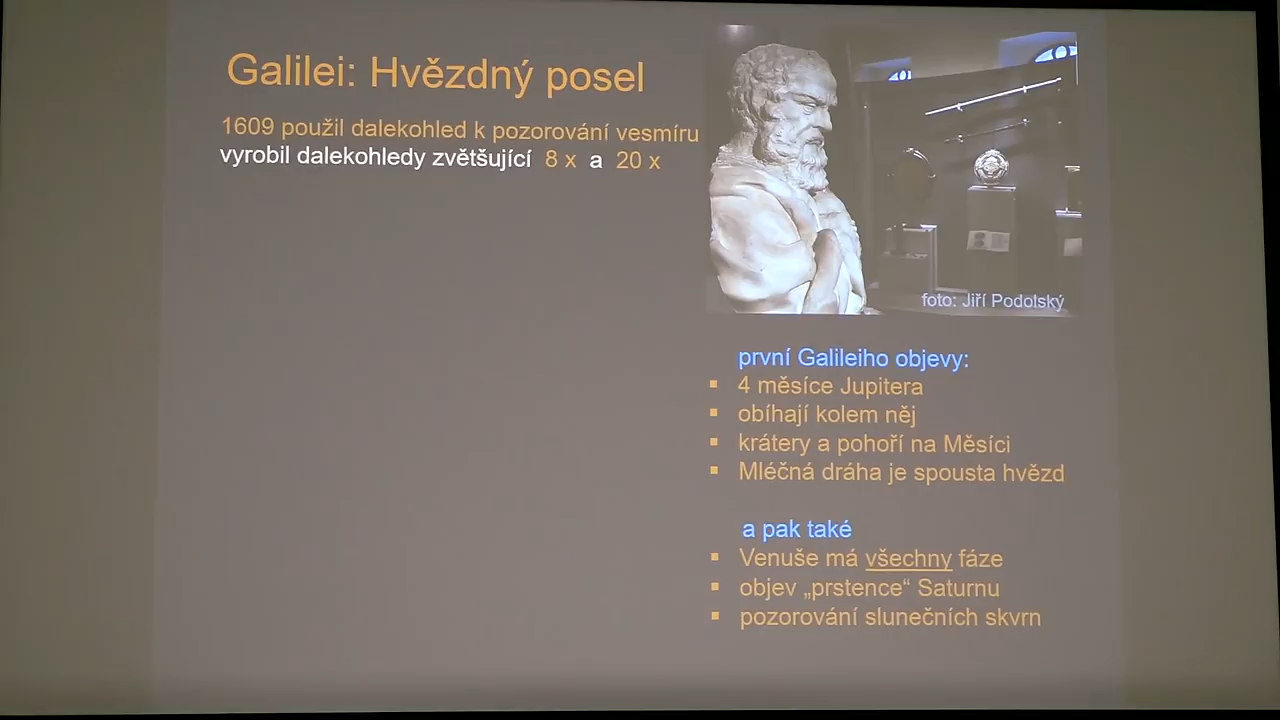 Galilei: Hvězdný posel
1609 použil dalekohled k pozorování vesmíru
vyrobil dalekohledy zvětšující 8 x a 20 x
foto: Jiří Podolský
první Galileiho objevy:
▪ 4 měsíce Jupitera
▪ obíhají kolem něj
▪ krátery a pohoří na Měsíci
▪ Mléčná dráha je spousta hvězd
a pak také
▪ Venuše má všechny fáze
▪ objev „prstence“ Saturnu
▪ pozorování slunečních skvrn